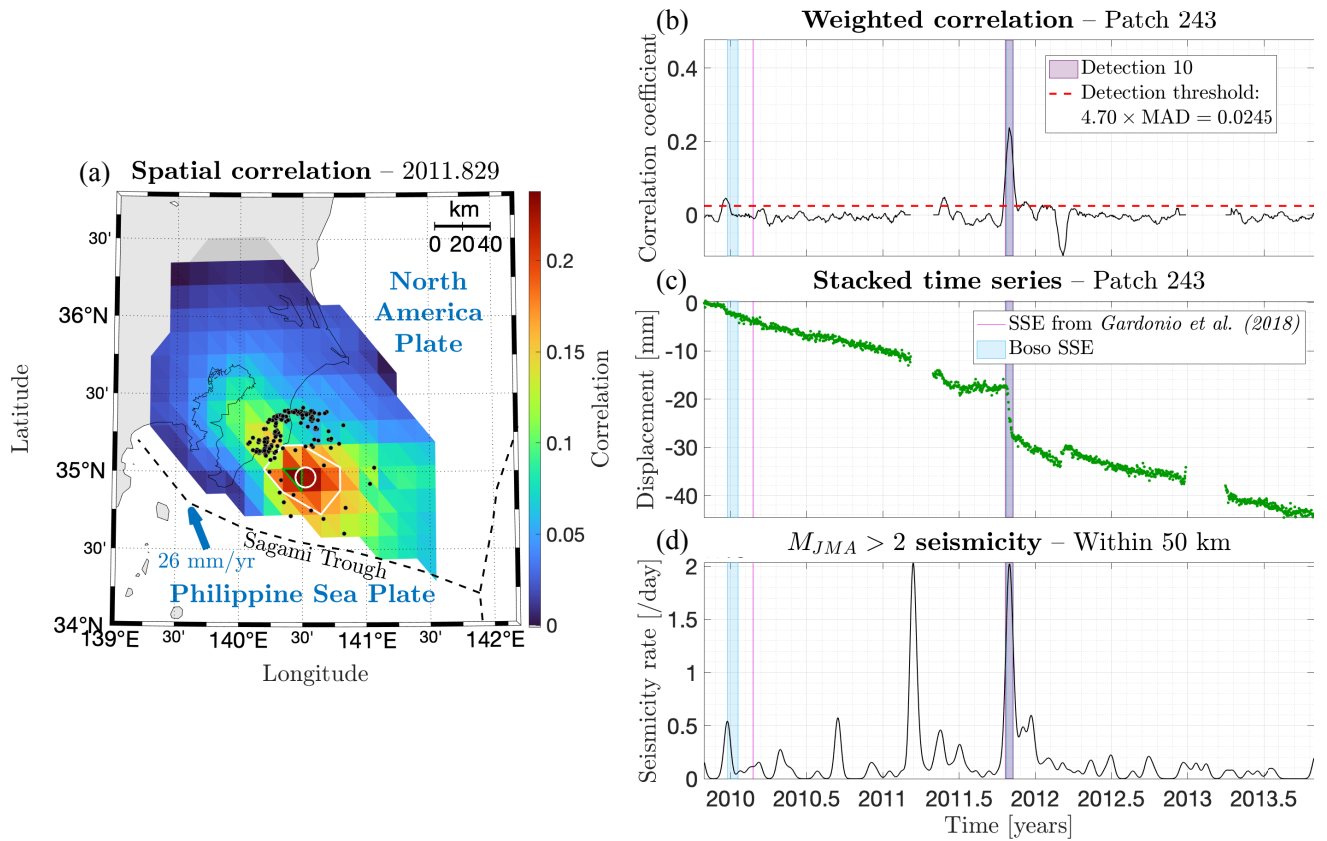 (a) Spatial correlation – 2011.829
km
0 20 40
30'
36°N
30'
35°N
30'
34°N
139°E
30'
140°E
30'
141°E
30'
142°E
Latitude
Longitude
North
America
Plate
26 mm/yr
Sagami Trough
Philippine Sea Plate
0.2
0.15
0.1
0.05
0
Correlation
(b) Weighted correlation – Patch 243
Correlation coefficient
0.4
0.2
0
Detection 10
Detection threshold:
4.70 × MAD = 0.0245
(c) Stacked time series – Patch 243
Displacement [mm]
0
-10
-20
-30
-40
SSE from Gardonio et al. (2018)
Boso SSE
(d) M_JMA > 2 seismicity – Within 50 km
Seismicity rate [/day]
2
1.5
1
0.5
0
2010
2010.5
2011
2011.5
2012
2012.5
2013
2013.5
Time [years]